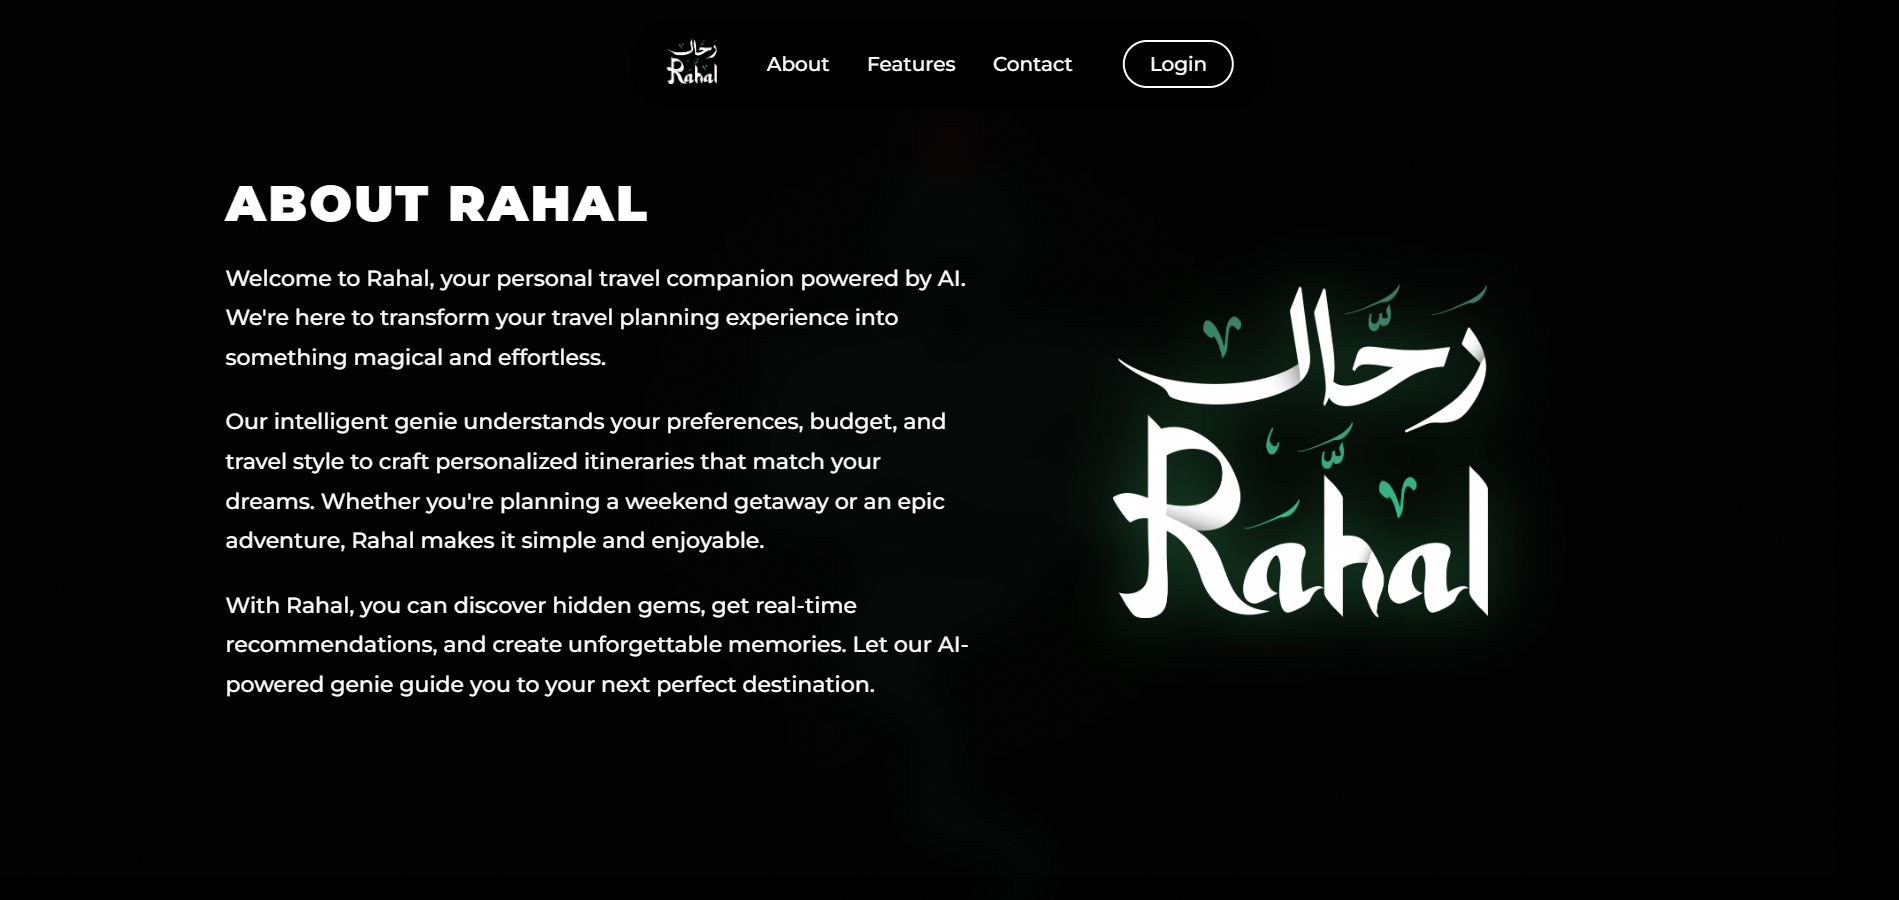 رحال
Rahal
About
Features
Contact
Login
ABOUT RAHAL
Welcome to Rahal, your personal travel companion powered by AI.
We're here to transform your travel planning experience into
something magical and effortless.
Our intelligent genie understands your preferences, budget, and
travel style to craft personalized itineraries that match your
dreams. Whether you're planning a weekend getaway or an epic
adventure, Rahal makes it simple and enjoyable.
With Rahal, you can discover hidden gems, get real-time
recommendations, and create unforgettable memories. Let our AI-
powered genie guide you to your next perfect destination.
رَحَّال
Rahal